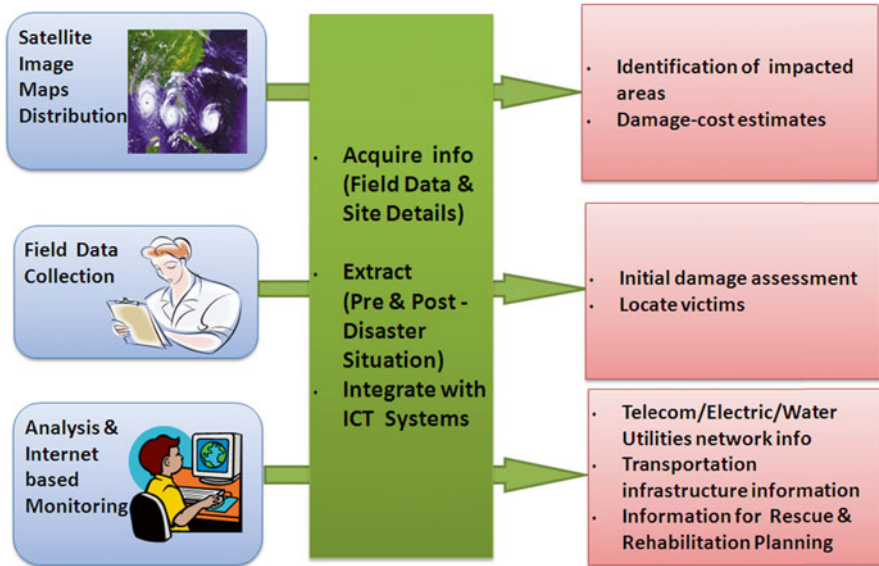 Satellite
Image
Maps
Distribution
Field Data
Collection
Analysis &
Internet
based
Monitoring
· Acquire info
(Field Data &
Site Details)
· Extract
(Pre & Post -
Disaster
Situation)
· Integrate with
ICT Systems
· Identification of impacted
areas
· Damage-cost estimates
· Initial damage assessment
· Locate victims
· Telecom/Electric/Water
Utilities network info
· Transportation
infrastructure information
· Information for Rescue &
Rehabilitation Planning